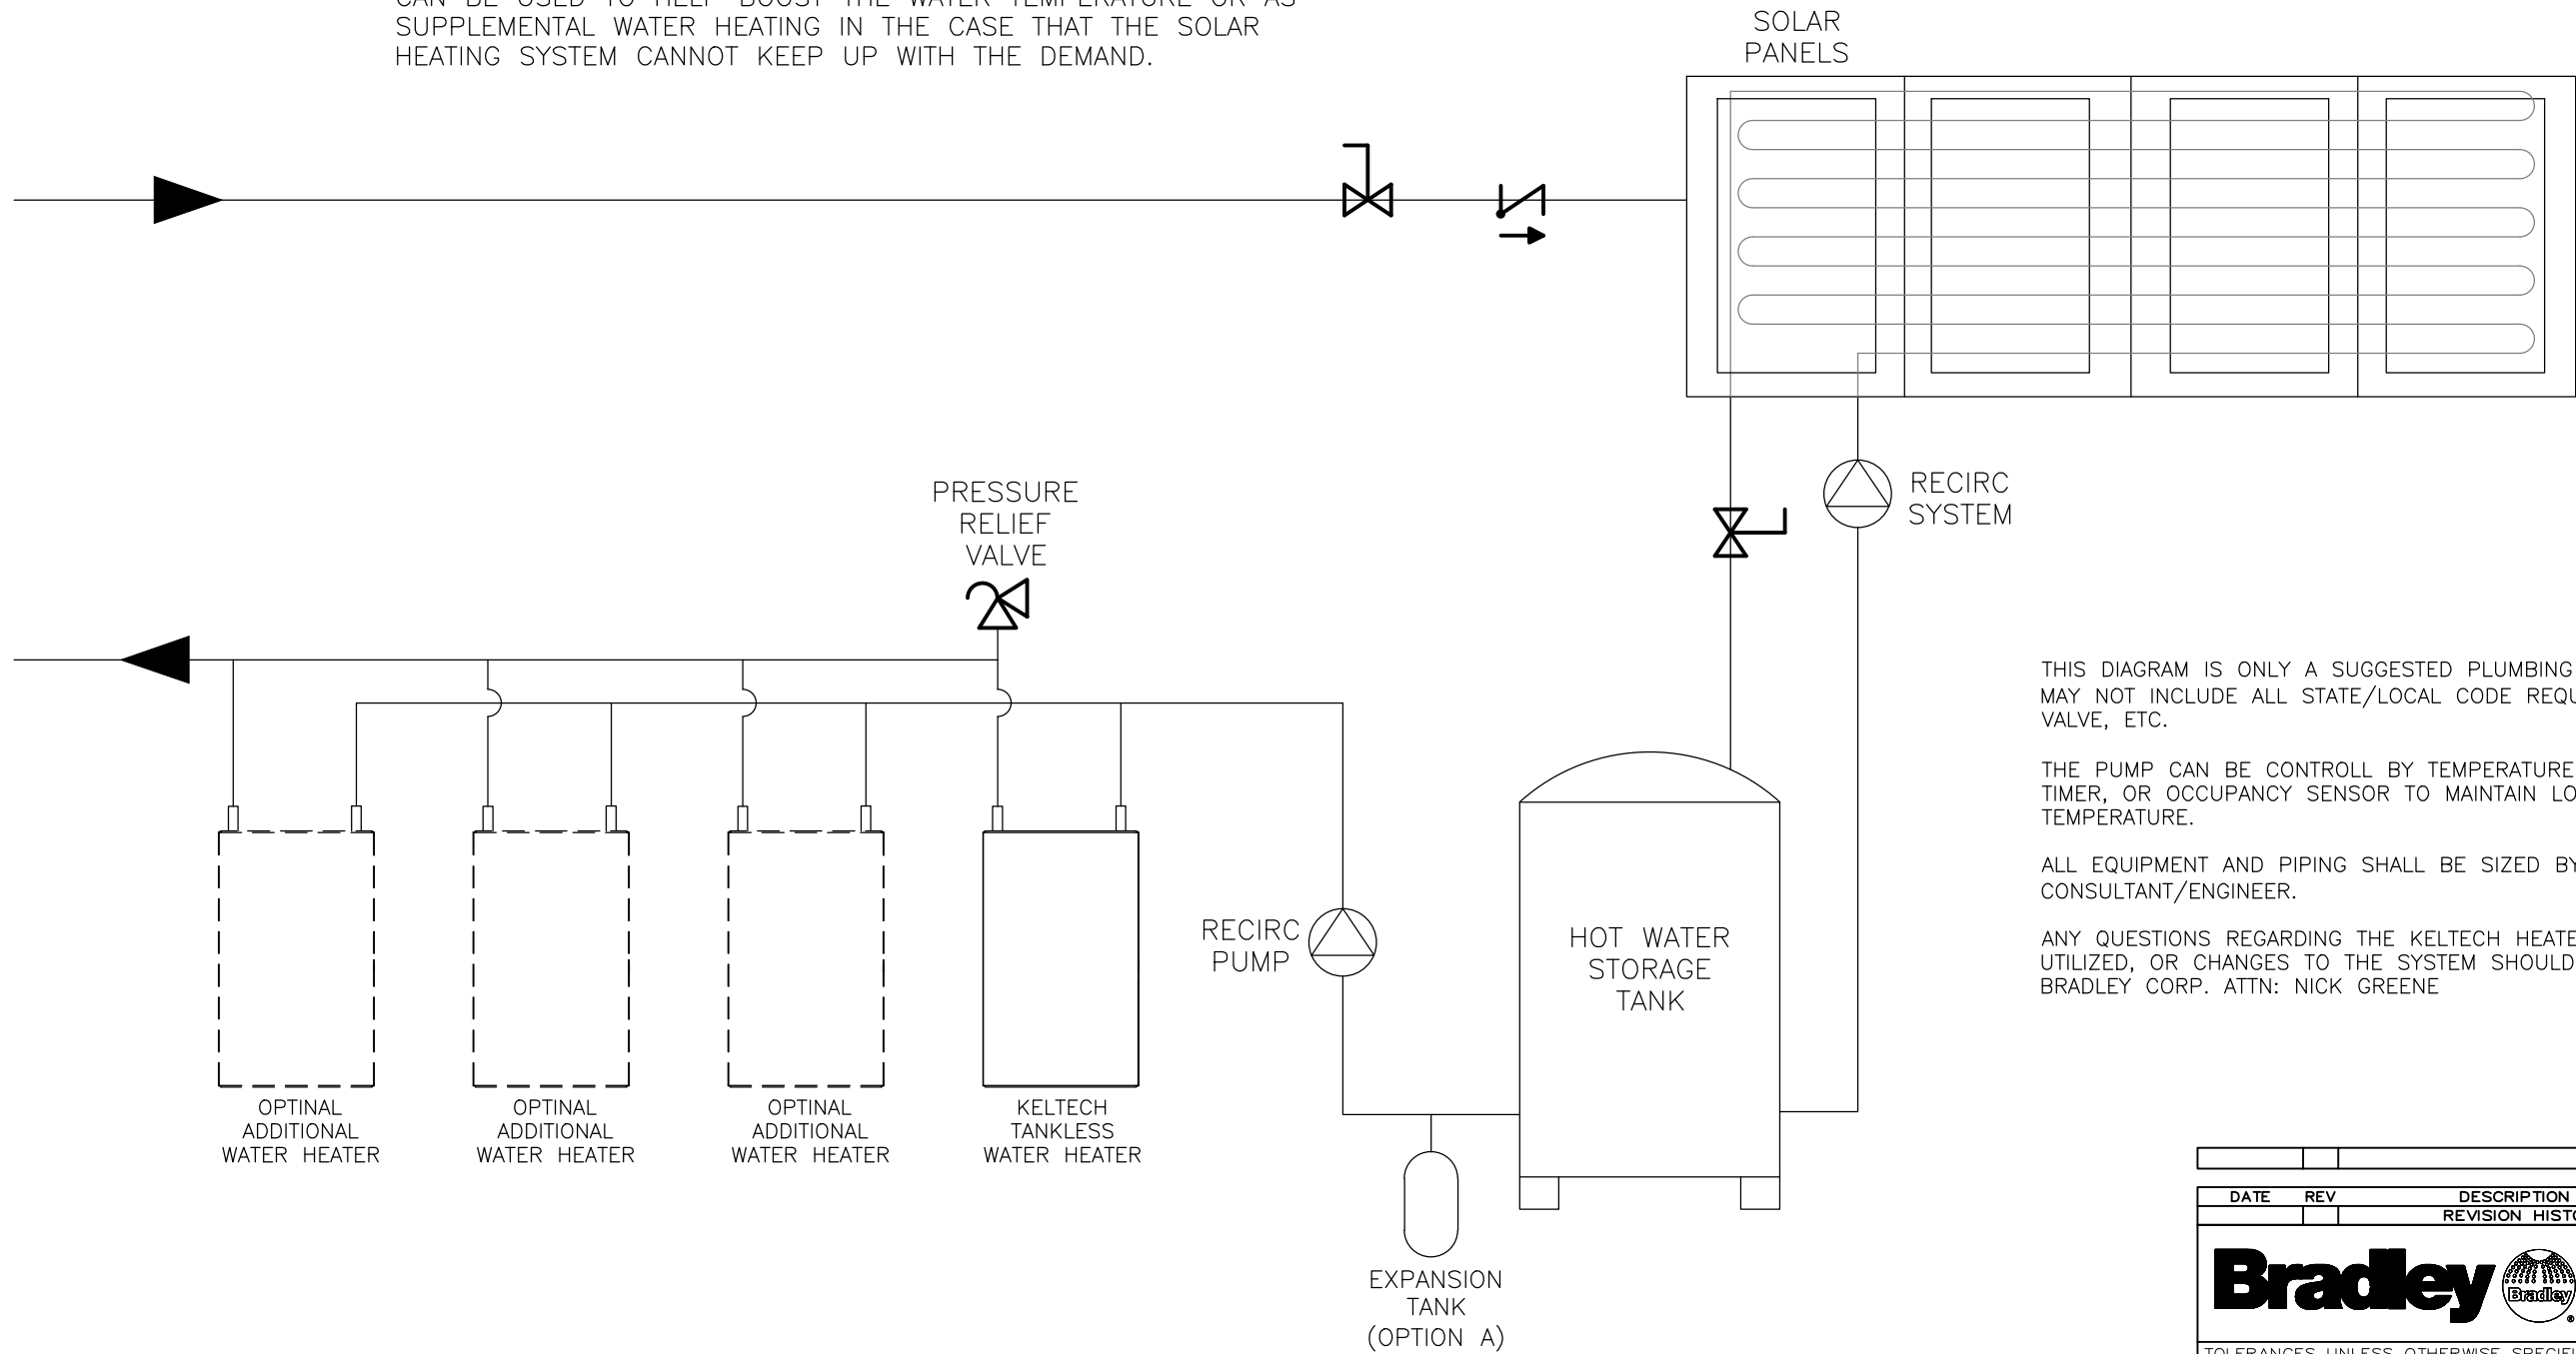 SUPPLEMENTAL WATER HEATING IN THE CASE THAT THE SOLAR
HEATING SYSTEM CANNOT KEEP UP WITH THE DEMAND.
SOLAR
PANELS
PRESSURE
RELIEF
VALVE
RECIRC
SYSTEM
THIS DIAGRAM IS ONLY A SUGGESTED PLUMBING
MAY NOT INCLUDE ALL STATE/LOCAL CODE
VALVE, ETC.
THE PUMP CAN BE CONTROLL BY TEMPERATURE
TIMER, OR OCCUPANCY SENSOR TO MAINTAIN
TEMPERATURE.
ALL EQUIPMENT AND PIPING SHALL BE SIZED BY
CONSULTANT/ENGINEER.
ANY QUESTIONS REGARDING THE KELTECH
UTILIZED, OR CHANGES TO THE SYSTEM SHOULD
BRADLEY CORP. ATTN: NICK GREENE
RECIRC
PUMP
HOT WATER
STORAGE
TANK
OPTINAL
ADDITIONAL
WATER HEATER
OPTINAL
ADDITIONAL
WATER HEATER
OPTINAL
ADDITIONAL
WATER HEATER
KELTECH
TANKLESS
WATER HEATER
EXPANSION
TANK
(OPTION A)
DATE REV DESCRIPTION
REVISION
Bradley
Bradley
®